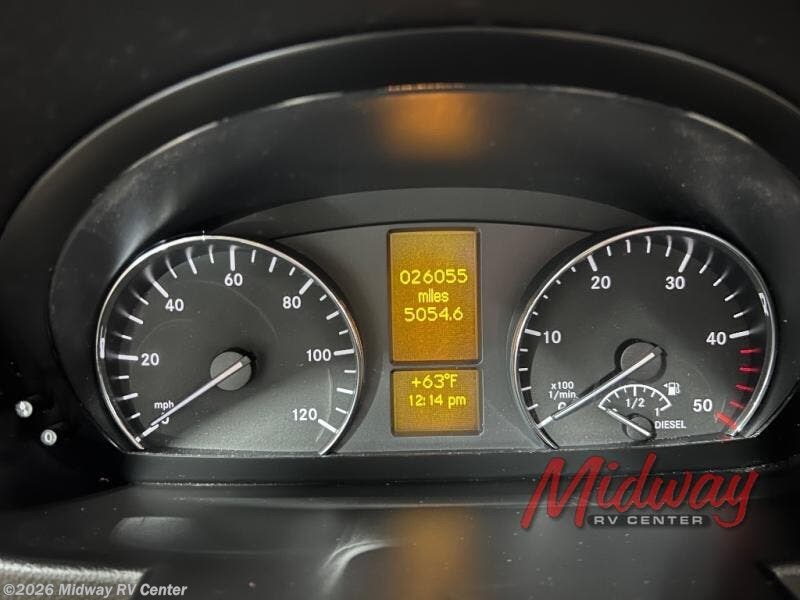 026055
miles
5054.6
+63°F
12:14 pm
20
40
60
80
100
120
mph
10
20
30
40
50
x100
1/min.
1/2
1
DIESEL
Midway
RV CENTER
©2026 Midway RV Center